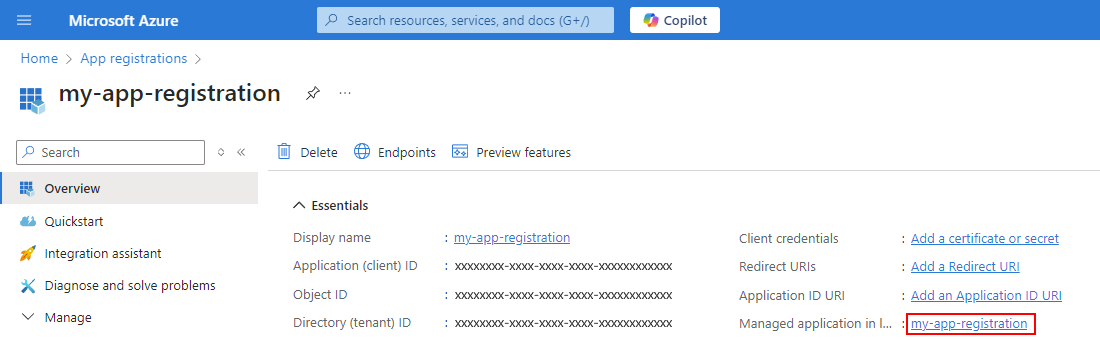 Microsoft Azure
Search resources, services, and docs (G+/)
Copilot
Home > App registrations >
my-app-registration
Search
Delete Endpoints Preview features
Overview
Quickstart
Integration assistant
Diagnose and solve problems
Manage
Essentials
Display name : my-app-registration
Application (client) ID : xxxxxxxx-xxxx-xxxx-xxxx-xxxxxxxxxxxx
Object ID : xxxxxxxx-xxxx-xxxx-xxxx-xxxxxxxxxxxx
Directory (tenant) ID : xxxxxxxx-xxxx-xxxx-xxxx-xxxxxxxxxxxx
Client credentials : Add a certificate or secret
Redirect URIs : Add a Redirect URI
Application ID URI : Add an Application ID URI
Managed application in l... : my-app-registration